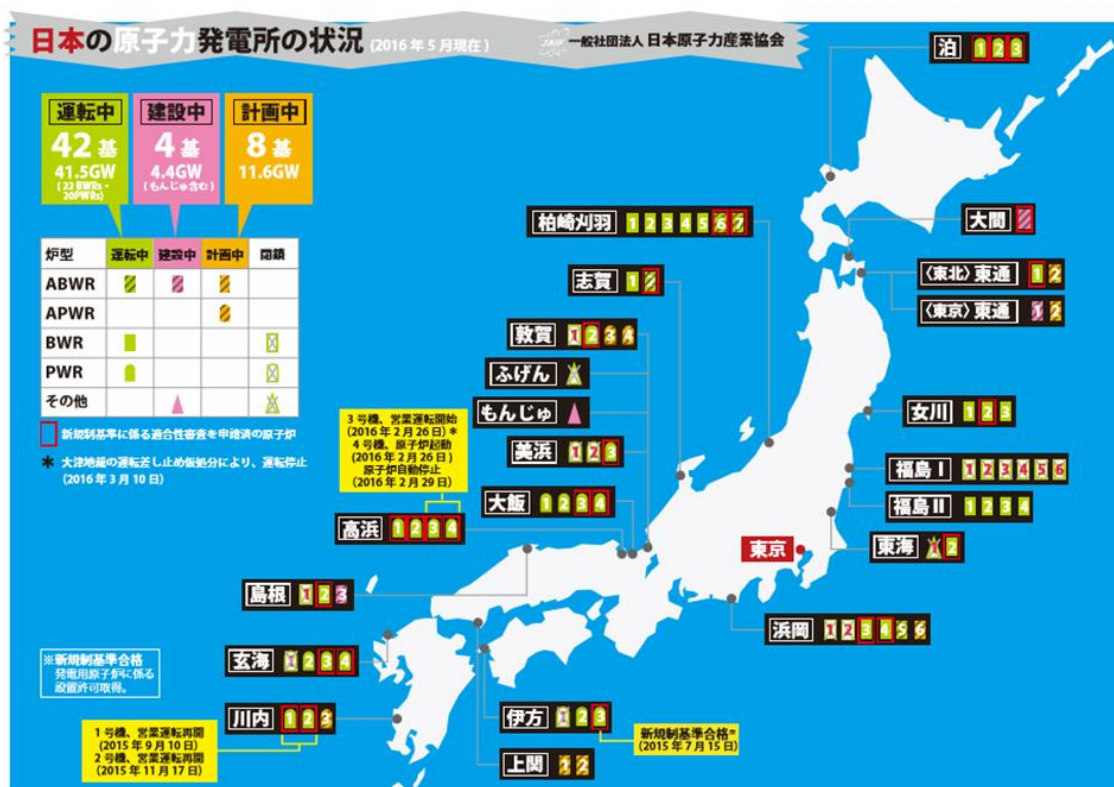 日本の原子力発電所の状況 (2016年5月現在)
JAIF 一般社団法人 日本原子力産業協会
運転中
42基
41.5GW
(22 BWRs・
20PWRs)
建設中
4基
4.4GW
(もんじゅ含む)
計画中
8基
11.6GW
炉型 運転中 建設中 計画中 閉鎖
ABWR
APWR
BWR
PWR
その他
新規制基準に係る適合性審査を申請済の原子炉
* 大津地裁の運転差し止め仮処分により、運転停止
(2016年3月10日)
泊 1 2 3
大間
〈東北〉東通 1 2
〈東京〉東通 1 2
女川 1 2 3
福島I 1 2 3 4 5 6
福島II 1 2 3 4
東海 1 2
東京
浜岡 1 2 3 4 5 6
柏崎刈羽 1 2 3 4 5 6 7
志賀 1 2
敦賀 1 2 3 4
ふげん
もんじゅ
美浜 1 2 3
大飯 1 2 3 4
3号機、営業運転開始
(2016年2月26日)*
4号機、原子炉起動
(2016年2月26日)
原子炉自動停止
(2016年2月29日)
高浜 1 2 3 4
島根 1 2 3
玄海 1 2 3 4
川内 1 2 3
1号機、営業運転再開
(2015年9月10日)
2号機、営業運転再開
(2015年11月17日)
伊方 1 2 3
新規制基準合格※
(2015年7月15日)
上関 1 2
※新規制基準合格
発電用原子炉に係る
設置許可取得。